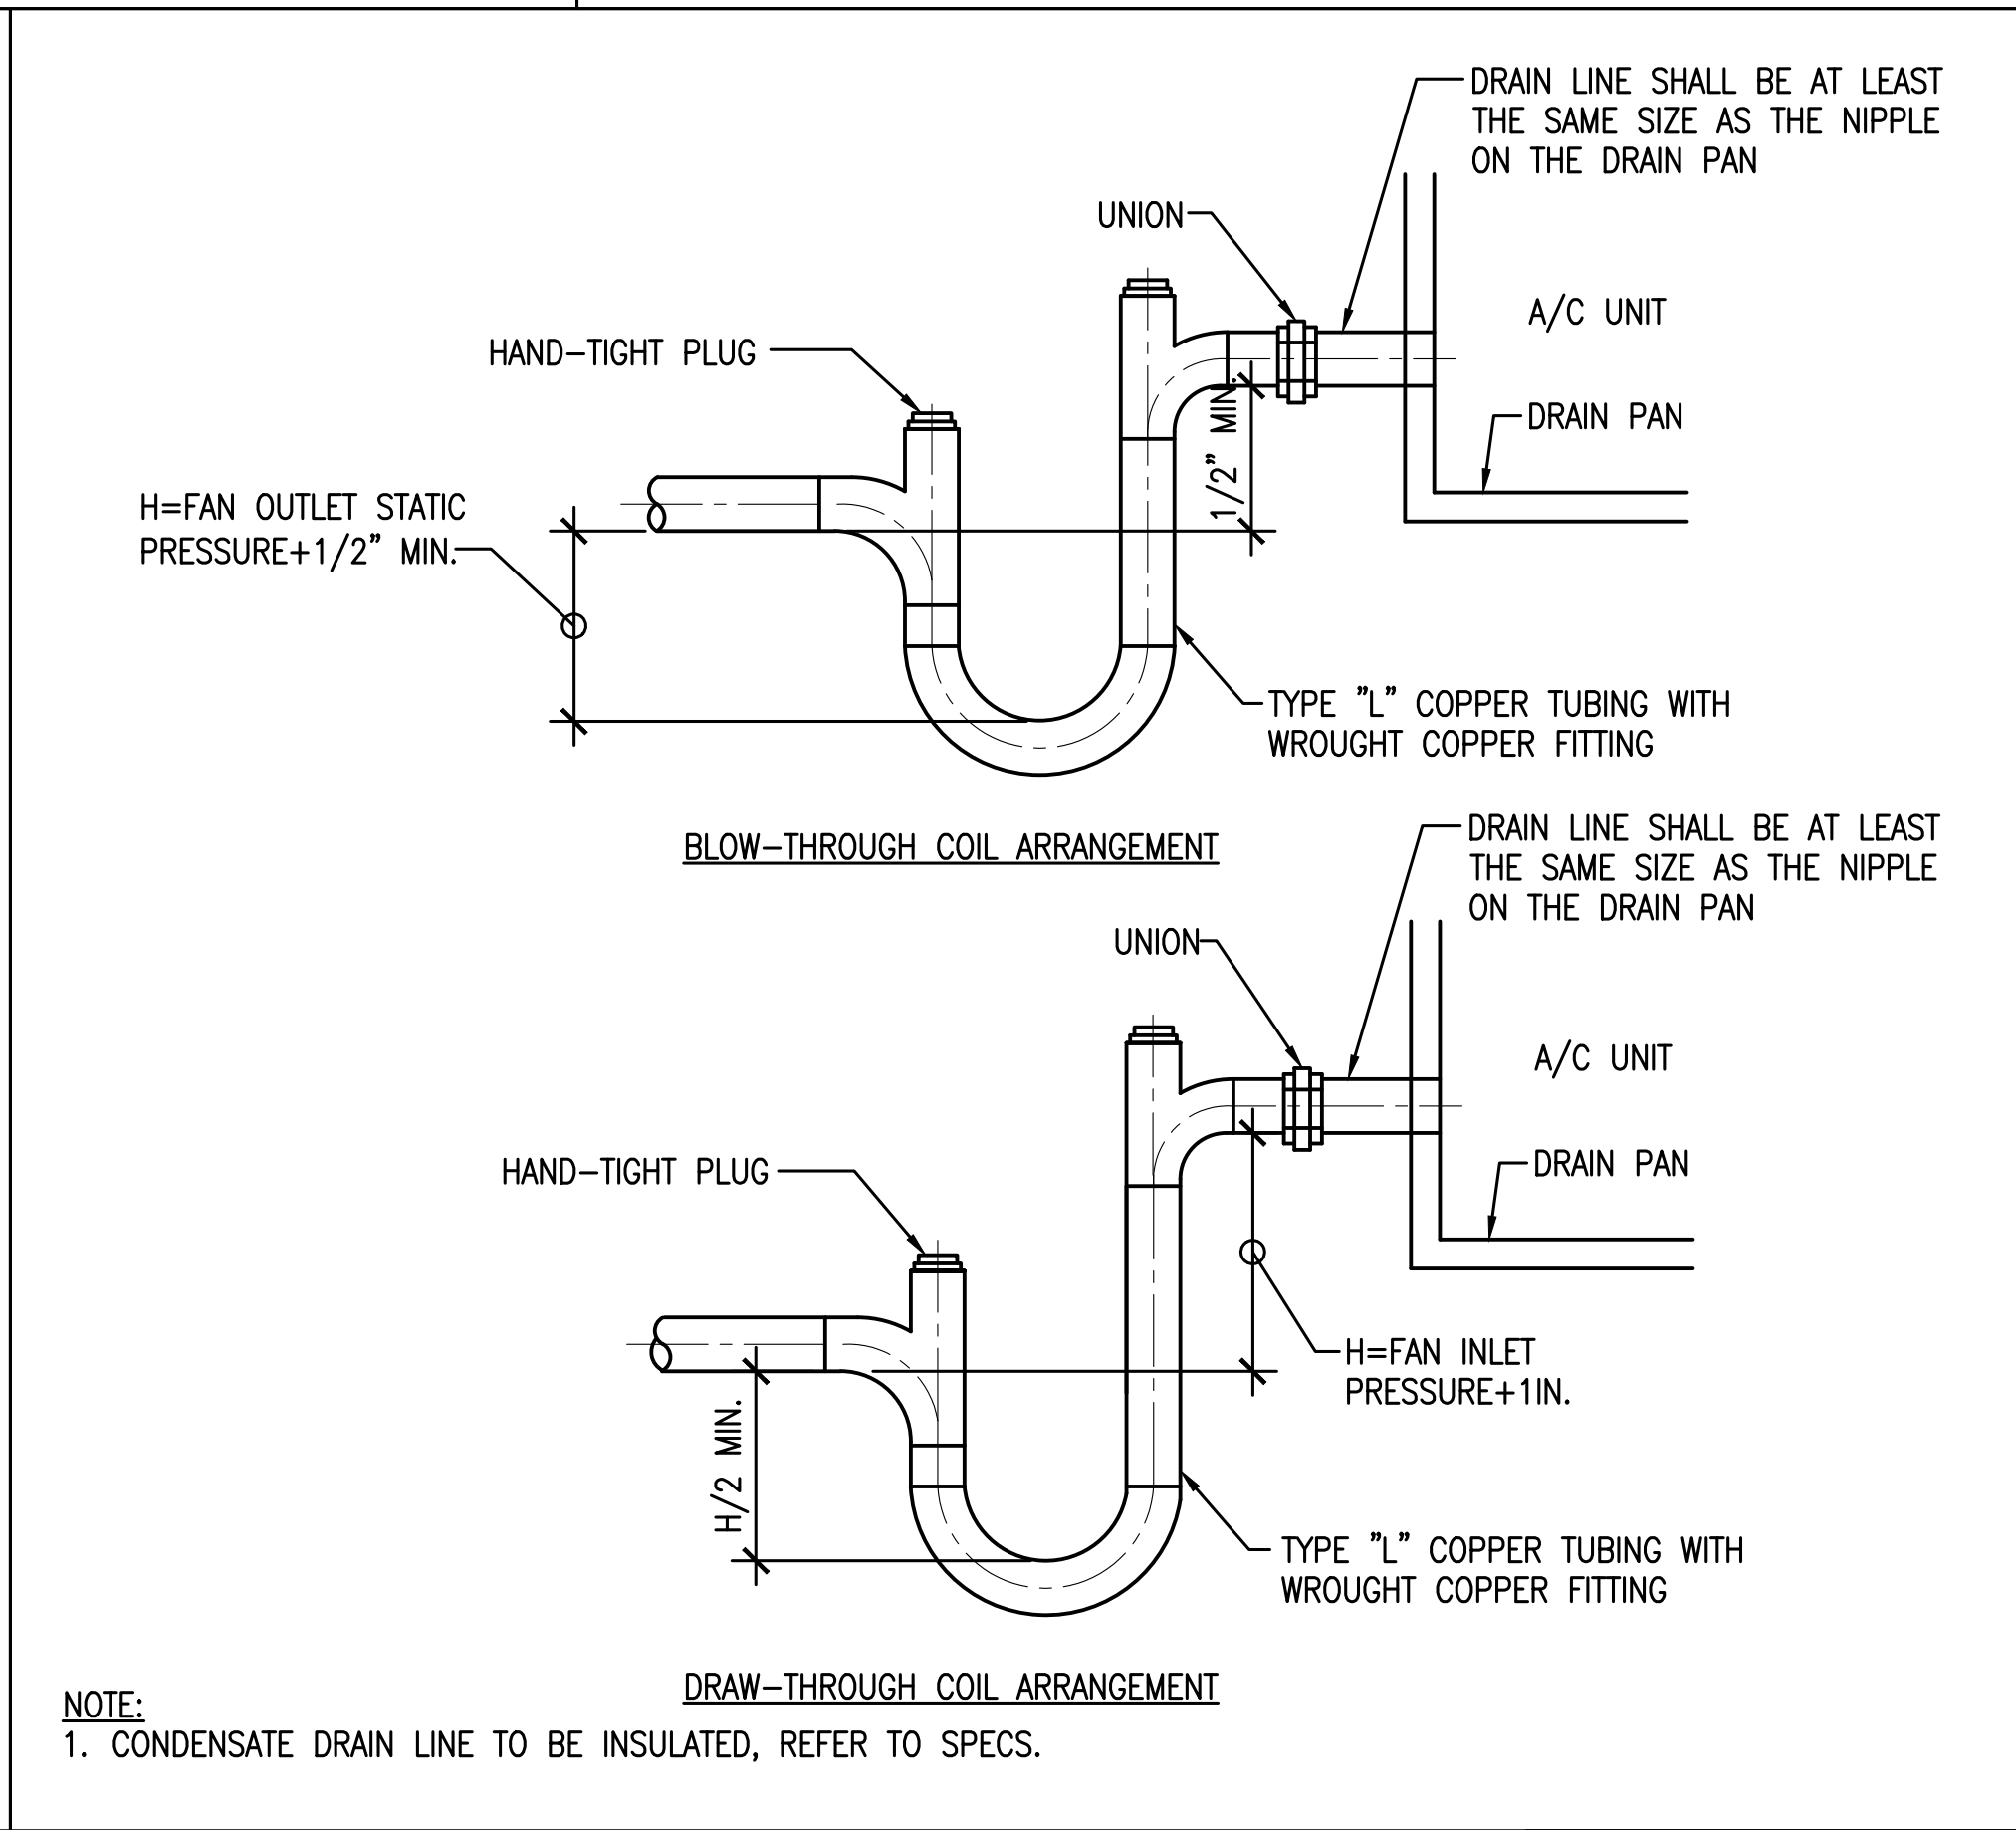 DRAIN LINE SHALL BE AT LEAST
THE SAME SIZE AS THE NIPPLE
ON THE DRAIN PAN
UNION
A/C UNIT
HAND-TIGHT PLUG
DRAIN PAN
1/2" MIN.
H=FAN OUTLET STATIC
PRESSURE+1/2" MIN.
TYPE "L" COPPER TUBING WITH
WROUGHT COPPER FITTING
BLOW-THROUGH COIL ARRANGEMENT
DRAIN LINE SHALL BE AT LEAST
THE SAME SIZE AS THE NIPPLE
ON THE DRAIN PAN
UNION
A/C UNIT
HAND-TIGHT PLUG
DRAIN PAN
H=FAN INLET
PRESSURE+1IN.
H/2 MIN.
TYPE "L" COPPER TUBING WITH
WROUGHT COPPER FITTING
DRAW-THROUGH COIL ARRANGEMENT
NOTE:
1. CONDENSATE DRAIN LINE TO BE INSULATED, REFER TO SPECS.